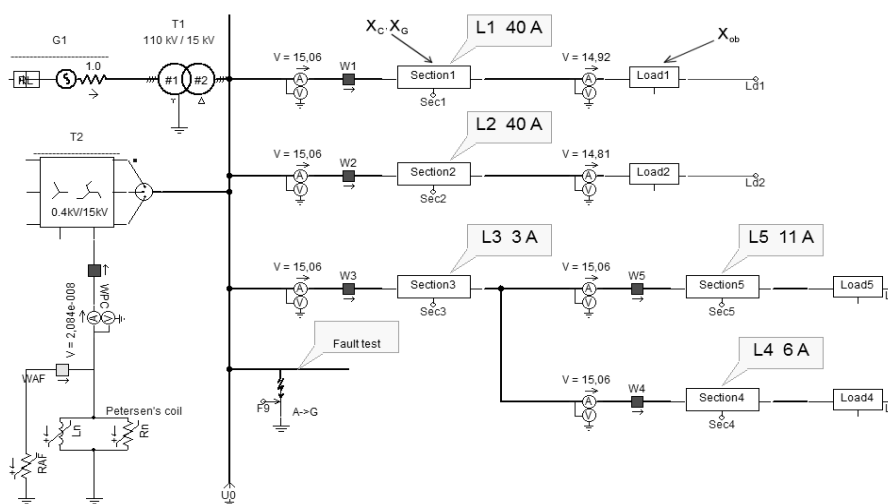 G1
T1
110 kV / 15 kV
RL
1.0
#1
#2
X_C, X_G
L1 40 A
X_ob
V = 15,06
W1
Section1
Sec1
V = 14,92
Load1
Ld1
A
V
A
V
T2
0.4kV/15kV
L2 40 A
V = 15,06
W2
Section2
Sec2
V = 14,81
Load2
Ld2
A
V
A
V
L3 3 A
V = 15,06
W3
Section3
Sec3
L5 11 A
V = 15,06
W5
Section5
Sec5
Load5
L
A
V
A
V
WPC
V = 2,084e-008
A
V
WAF
Fault test
F9
A->G
L4 6 A
V = 15,06
W4
Section4
Sec4
Load4
L
A
V
Petersen's coil
Ln
Rn
RAF
U0